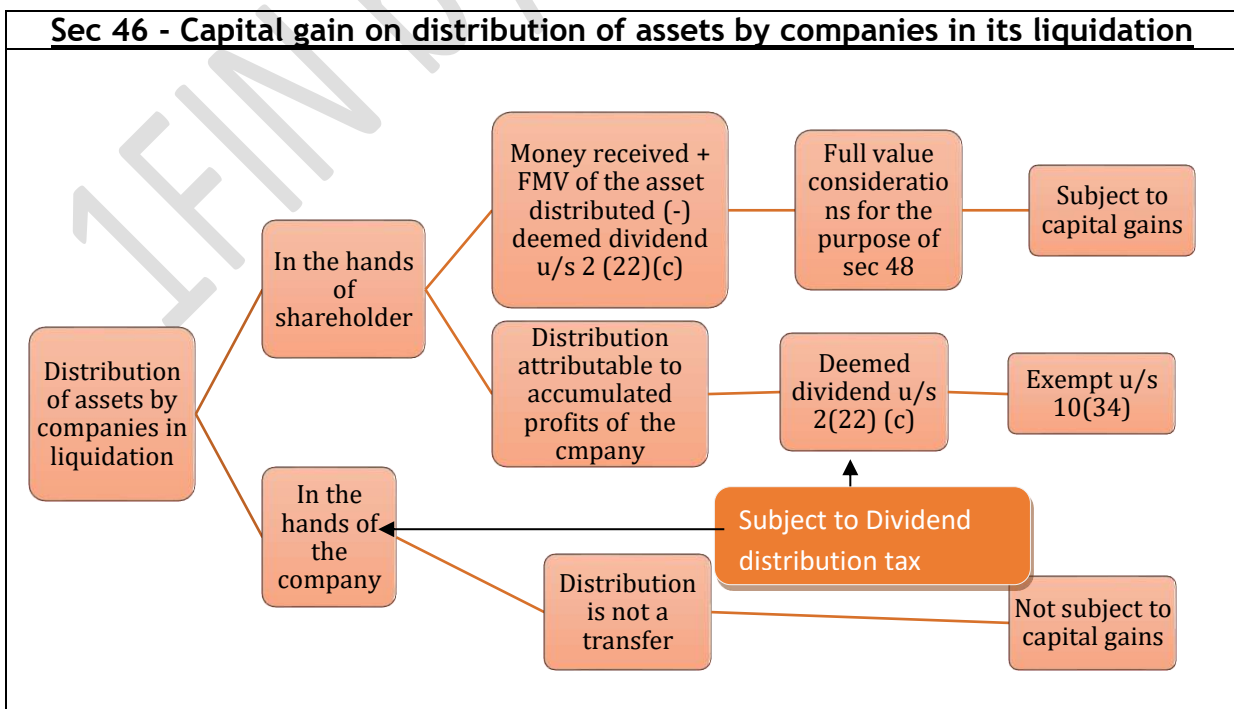 Sec 46 - Capital gain on distribution of assets by companies in its liquidation
Distribution
of assets by
companies in
liquidation
In the hands
of
shareholder
Money received +
FMV of the asset
distributed (-)
deemed dividend
u/s 2 (22)(c)
Full value
consideratio
ns for the
purpose of
sec 48
Subject to
capital gains
Distribution
attributable to
accumulated
profits of the
cmpany
Deemed
dividend u/s
2(22) (c)
Exempt u/s
10(34)
In the
hands of
the
company
Subject to Dividend
distribution tax
Distribution
is not a
transfer
Not subject to
capital gains
1FIN